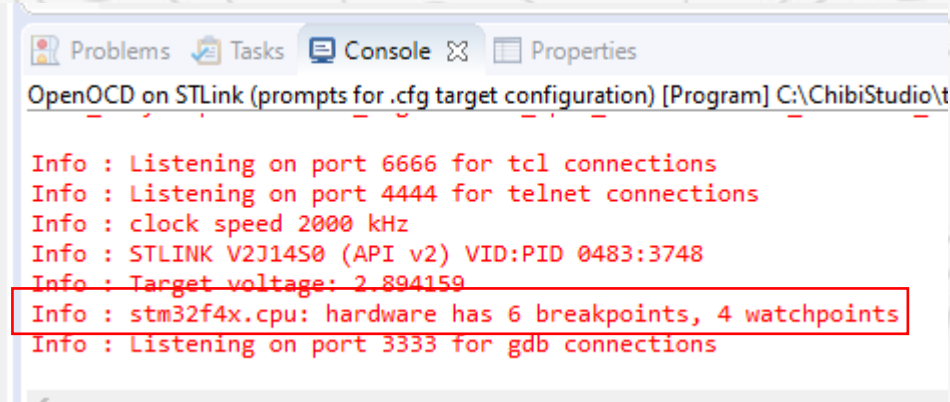 Problems Tasks Console Properties
OpenOCD on STLink (prompts for .cfg target configuration) [Program] C:\ChibiStudio\t
Info : Listening on port 6666 for tcl connections
Info : Listening on port 4444 for telnet connections
Info : clock speed 2000 kHz
Info : STLINK V2J14S0 (API v2) VID:PID 0483:3748
Info : Target voltage: 2.894159
Info : stm32f4x.cpu: hardware has 6 breakpoints, 4 watchpoints
Info : Listening on port 3333 for gdb connections